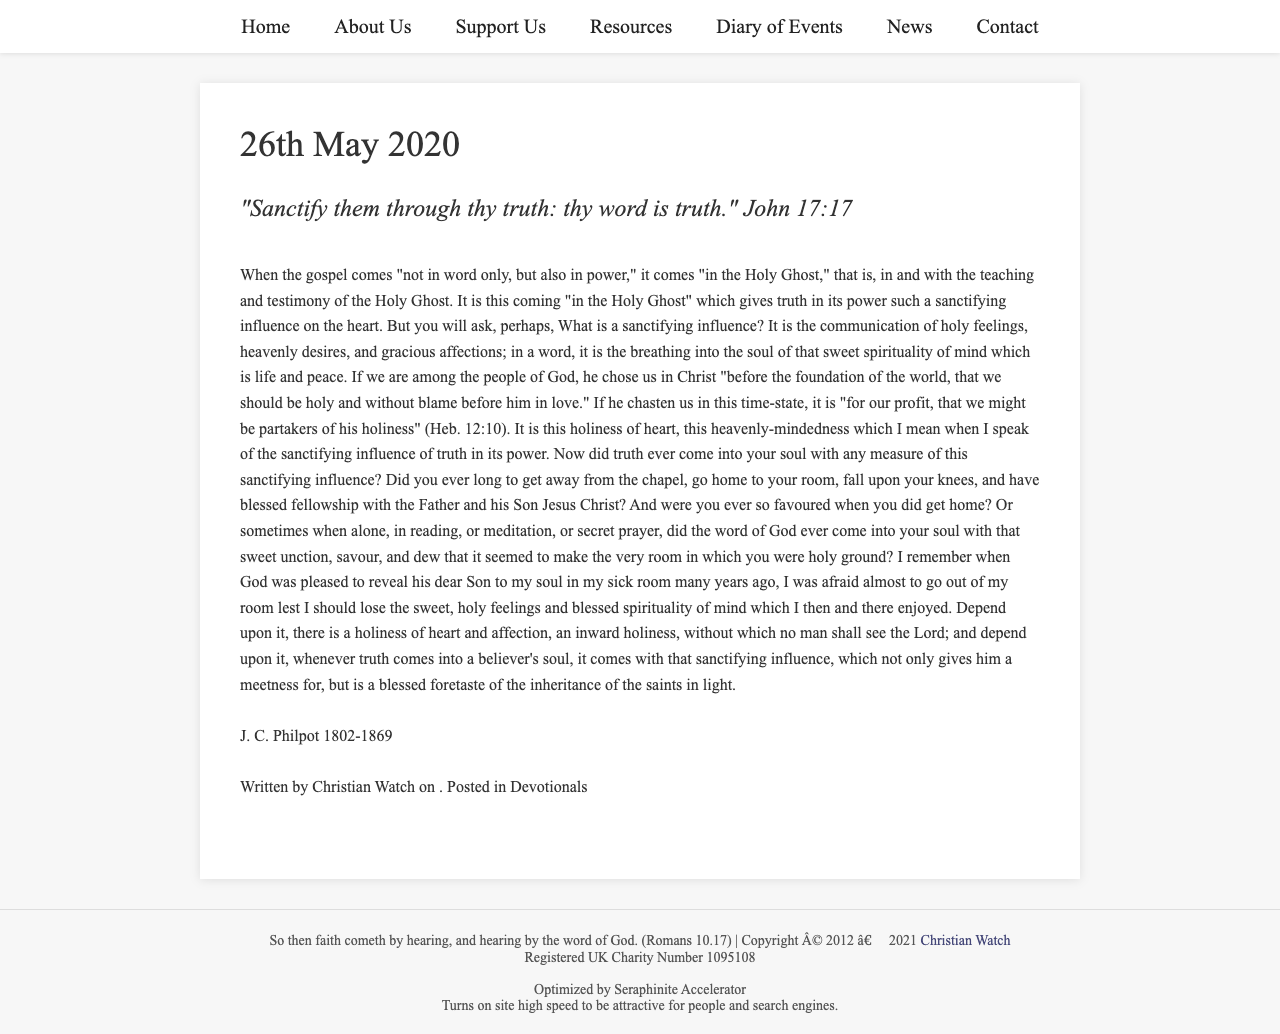 Home About Us Support Us Resources Diary of Events News Contact
26th May 2020
"Sanctify them through thy truth: thy word is truth." John 17:17
When the gospel comes "not in word only, but also in power," it comes "in the Holy Ghost," that is, in and with the teaching
and testimony of the Holy Ghost. It is this coming "in the Holy Ghost" which gives truth in its power such a sanctifying
influence on the heart. But you will ask, perhaps, What is a sanctifying influence? It is the communication of holy feelings,
heavenly desires, and gracious affections; in a word, it is the breathing into the soul of that sweet spirituality of mind which
is life and peace. If we are among the people of God, he chose us in Christ "before the foundation of the world, that we
should be holy and without blame before him in love." If he chasten us in this time-state, it is "for our profit, that we might
be partakers of his holiness" (Heb. 12:10). It is this holiness of heart, this heavenly-mindedness which I mean when I speak
of the sanctifying influence of truth in its power. Now did truth ever come into your soul with any measure of this
sanctifying influence? Did you ever long to get away from the chapel, go home to your room, fall upon your knees, and have
blessed fellowship with the Father and his Son Jesus Christ? And were you ever so favoured when you did get home? Or
sometimes when alone, in reading, or meditation, or secret prayer, did the word of God ever come into your soul with that
sweet unction, savour, and dew that it seemed to make the very room in which you were holy ground? I remember when
God was pleased to reveal his dear Son to my soul in my sick room many years ago, I was afraid almost to go out of my
room lest I should lose the sweet, holy feelings and blessed spirituality of mind which I then and there enjoyed. Depend
upon it, there is a holiness of heart and affection, an inward holiness, without which no man shall see the Lord; and depend
upon it, whenever truth comes into a believer's soul, it comes with that sanctifying influence, which not only gives him a
meetness for, but is a blessed foretaste of the inheritance of the saints in light.
J. C. Philpot 1802-1869
Written by Christian Watch on . Posted in Devotionals
So then faith cometh by hearing, and hearing by the word of God. (Romans 10.17) | Copyright Â© 2012 â€ 2021 Christian Watch
Registered UK Charity Number 1095108
Optimized by Seraphinite Accelerator
Turns on site high speed to be attractive for people and search engines.